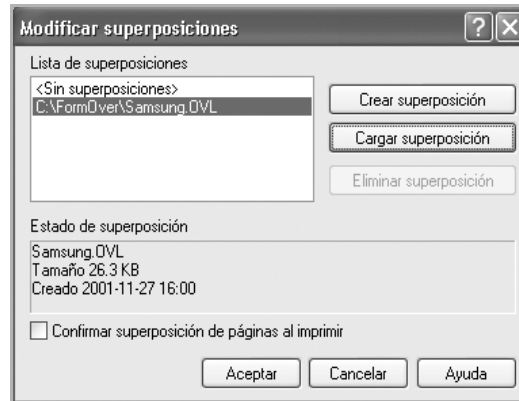 Modificar superposiciones
Lista de superposiciones
<Sin superposiciones>
C:\FormOver\Samsung.OVL
Crear superposición
Cargar superposición
Eliminar superposición
Estado de superposición
Samsung.OVL
Tamaño 26.3 KB
Creado 2001-11-27 16:00
Confirmar superposición de páginas al imprimir
Aceptar Cancelar Ayuda